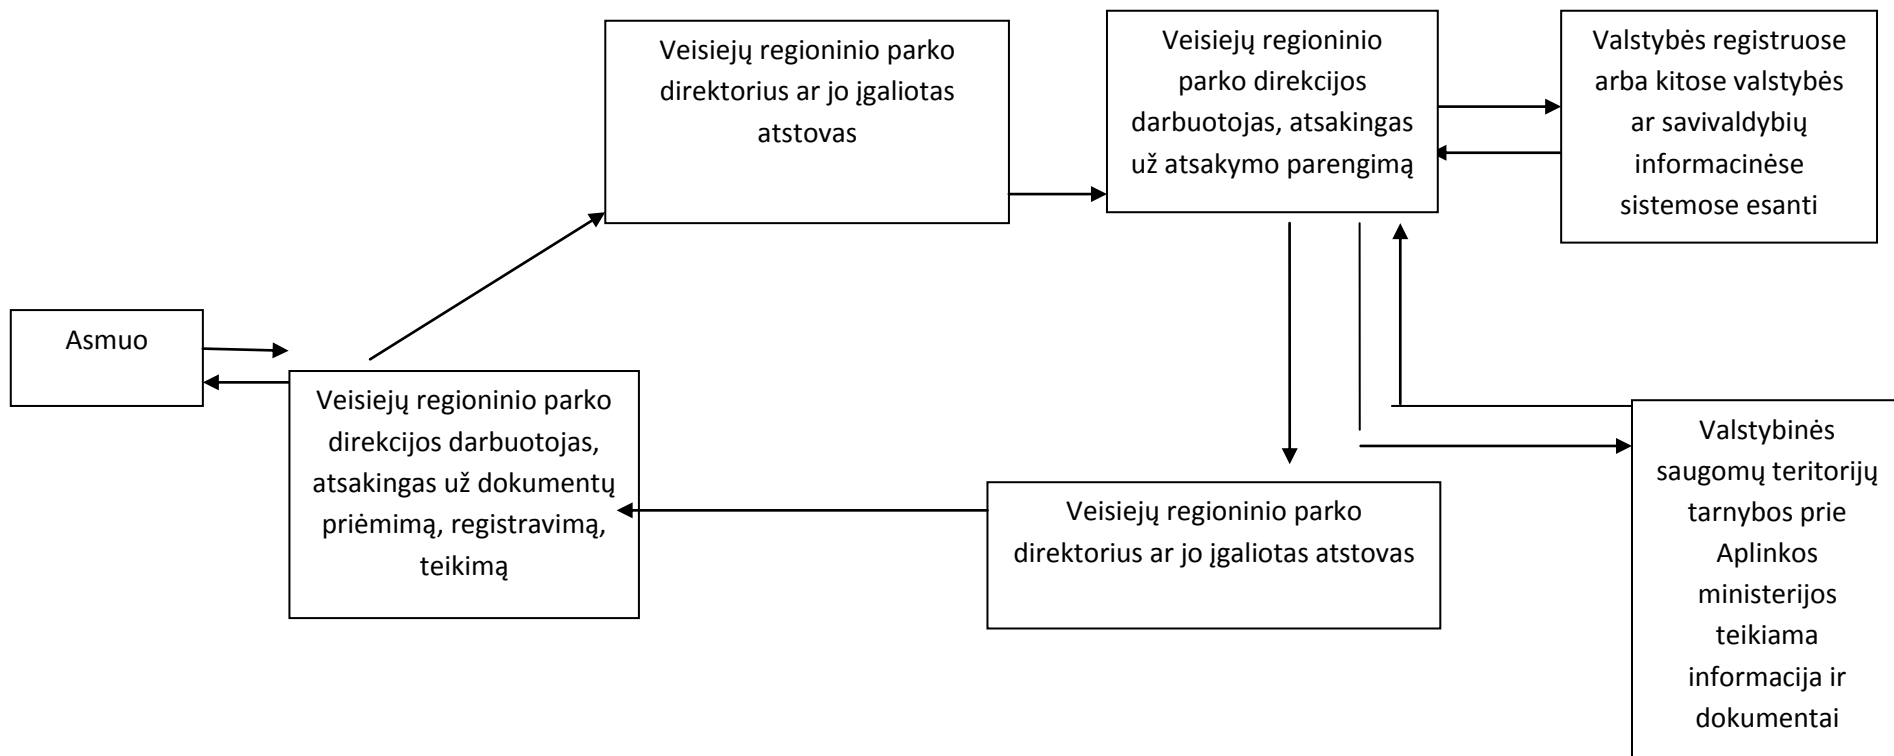 Veisiejų regioninio parko
direktorius ar jo įgaliotas
atstovas
Veisiejų regioninio
parko direkcijos
darbuotojas, atsakingas
už atsakymo parengimą
Valstybės registruose
arba kitose valstybės
ar savivaldybių
informacinėse
sistemose esanti
Asmuo
Veisiejų regioninio parko
direkcijos darbuotojas,
atsakingas už dokumentų
priėmimą, registravimą,
teikimą
Veisiejų regioninio parko
direktorius ar jo įgaliotas atstovas
Valstybinės
saugomų teritorijų
tarnybos prie
Aplinkos
ministerijos
teikiama
informacija ir
dokumentai